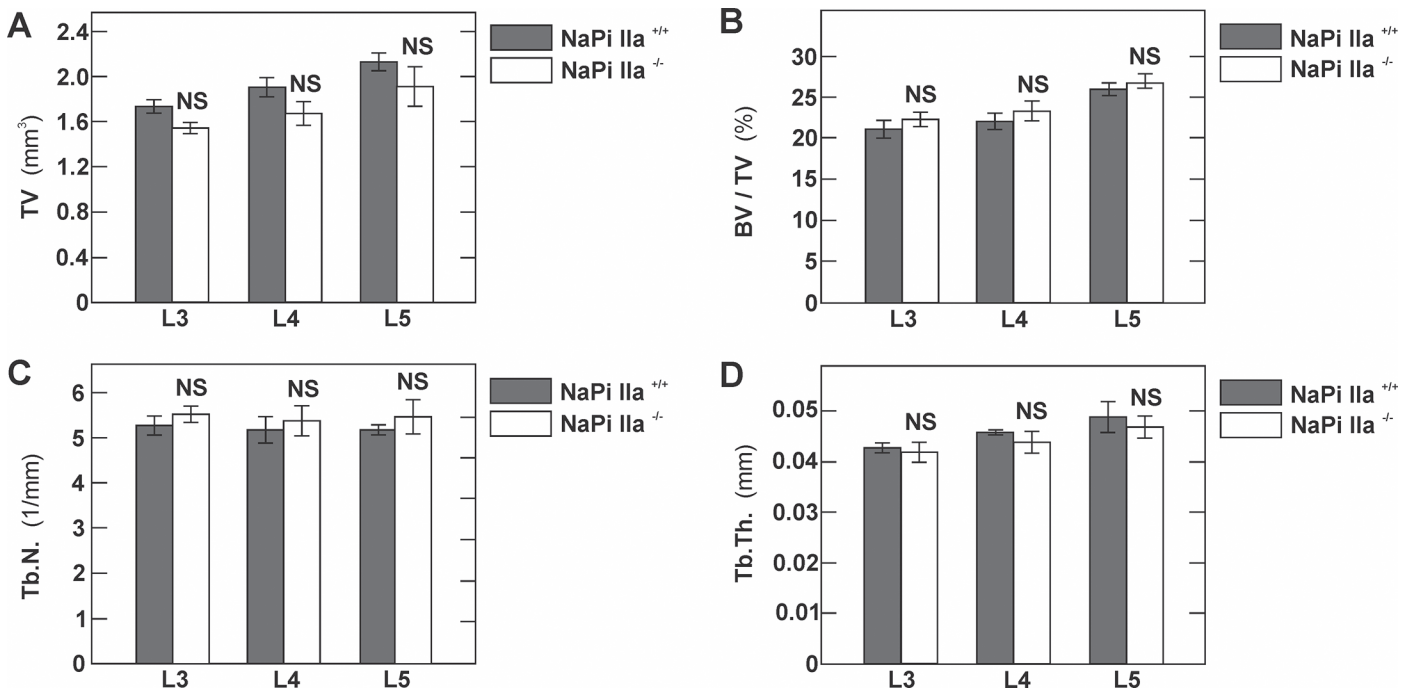 A
TV (mm³)
2.4
2.0
1.6
1.2
0.8
0.4
0
NS
NS
NS
L3 L4 L5
NaPi IIa +/+
NaPi IIa -/-
B
BV / TV (%)
30
25
20
15
10
5
0
NS
NS
NS
L3 L4 L5
NaPi IIa +/+
NaPi IIa -/-
C
Tb.N. (1/mm)
6
5
4
3
2
1
0
NS
NS
NS
L3 L4 L5
NaPi IIa +/+
NaPi IIa -/-
D
Tb.Th. (mm)
0.05
0.04
0.03
0.02
0.01
0
NS
NS
NS
L3 L4 L5
NaPi IIa +/+
NaPi IIa -/-